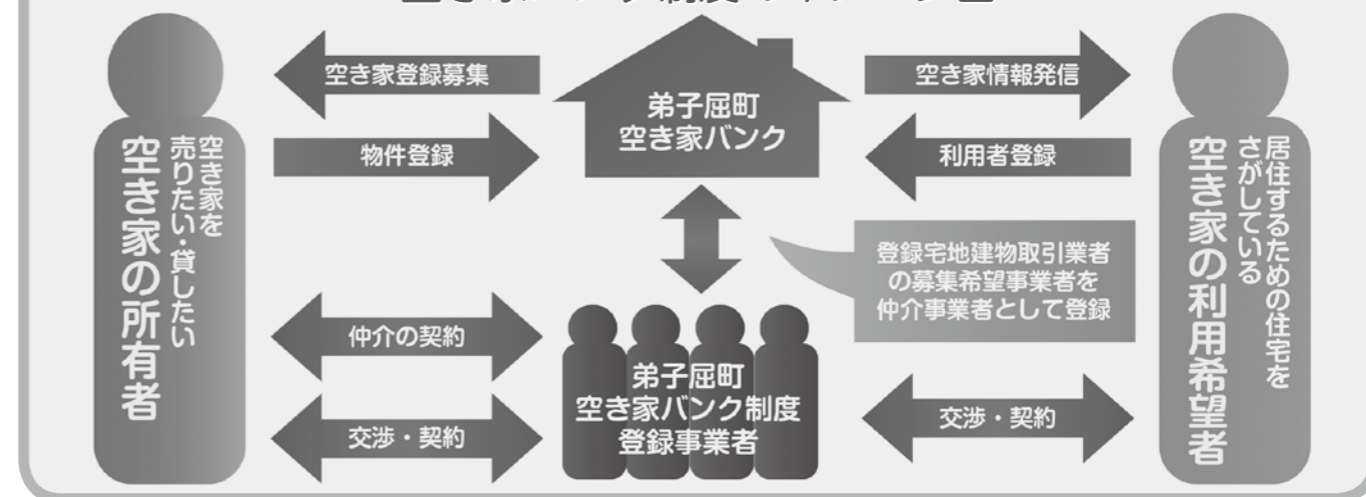 空き家を
売りたい・貸したい
空き家の所有者
空き家登録募集
物件登録
弟子屈町
空き家バンク
空き家情報発信
利用者登録
登録宅地建物取引業者
の募集希望事業者を
仲介事業者として登録
仲介の契約
交渉・契約
弟子屈町
空き家バンク制度
登録事業者
交渉・契約
居住するための住宅を
さがしている
空き家の利用希望者